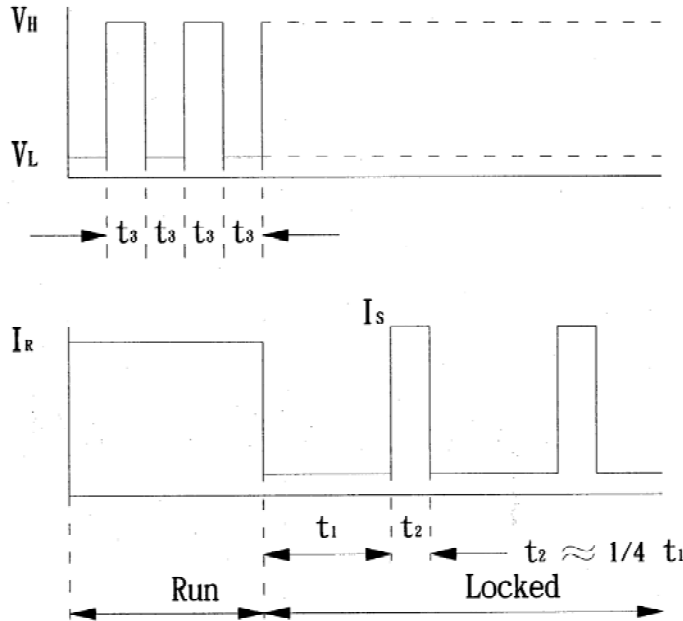 VH
VL
t3 t3 t3 t3
IS
IR
t1 t2
t2 ≈ 1/4 t1
Run Locked